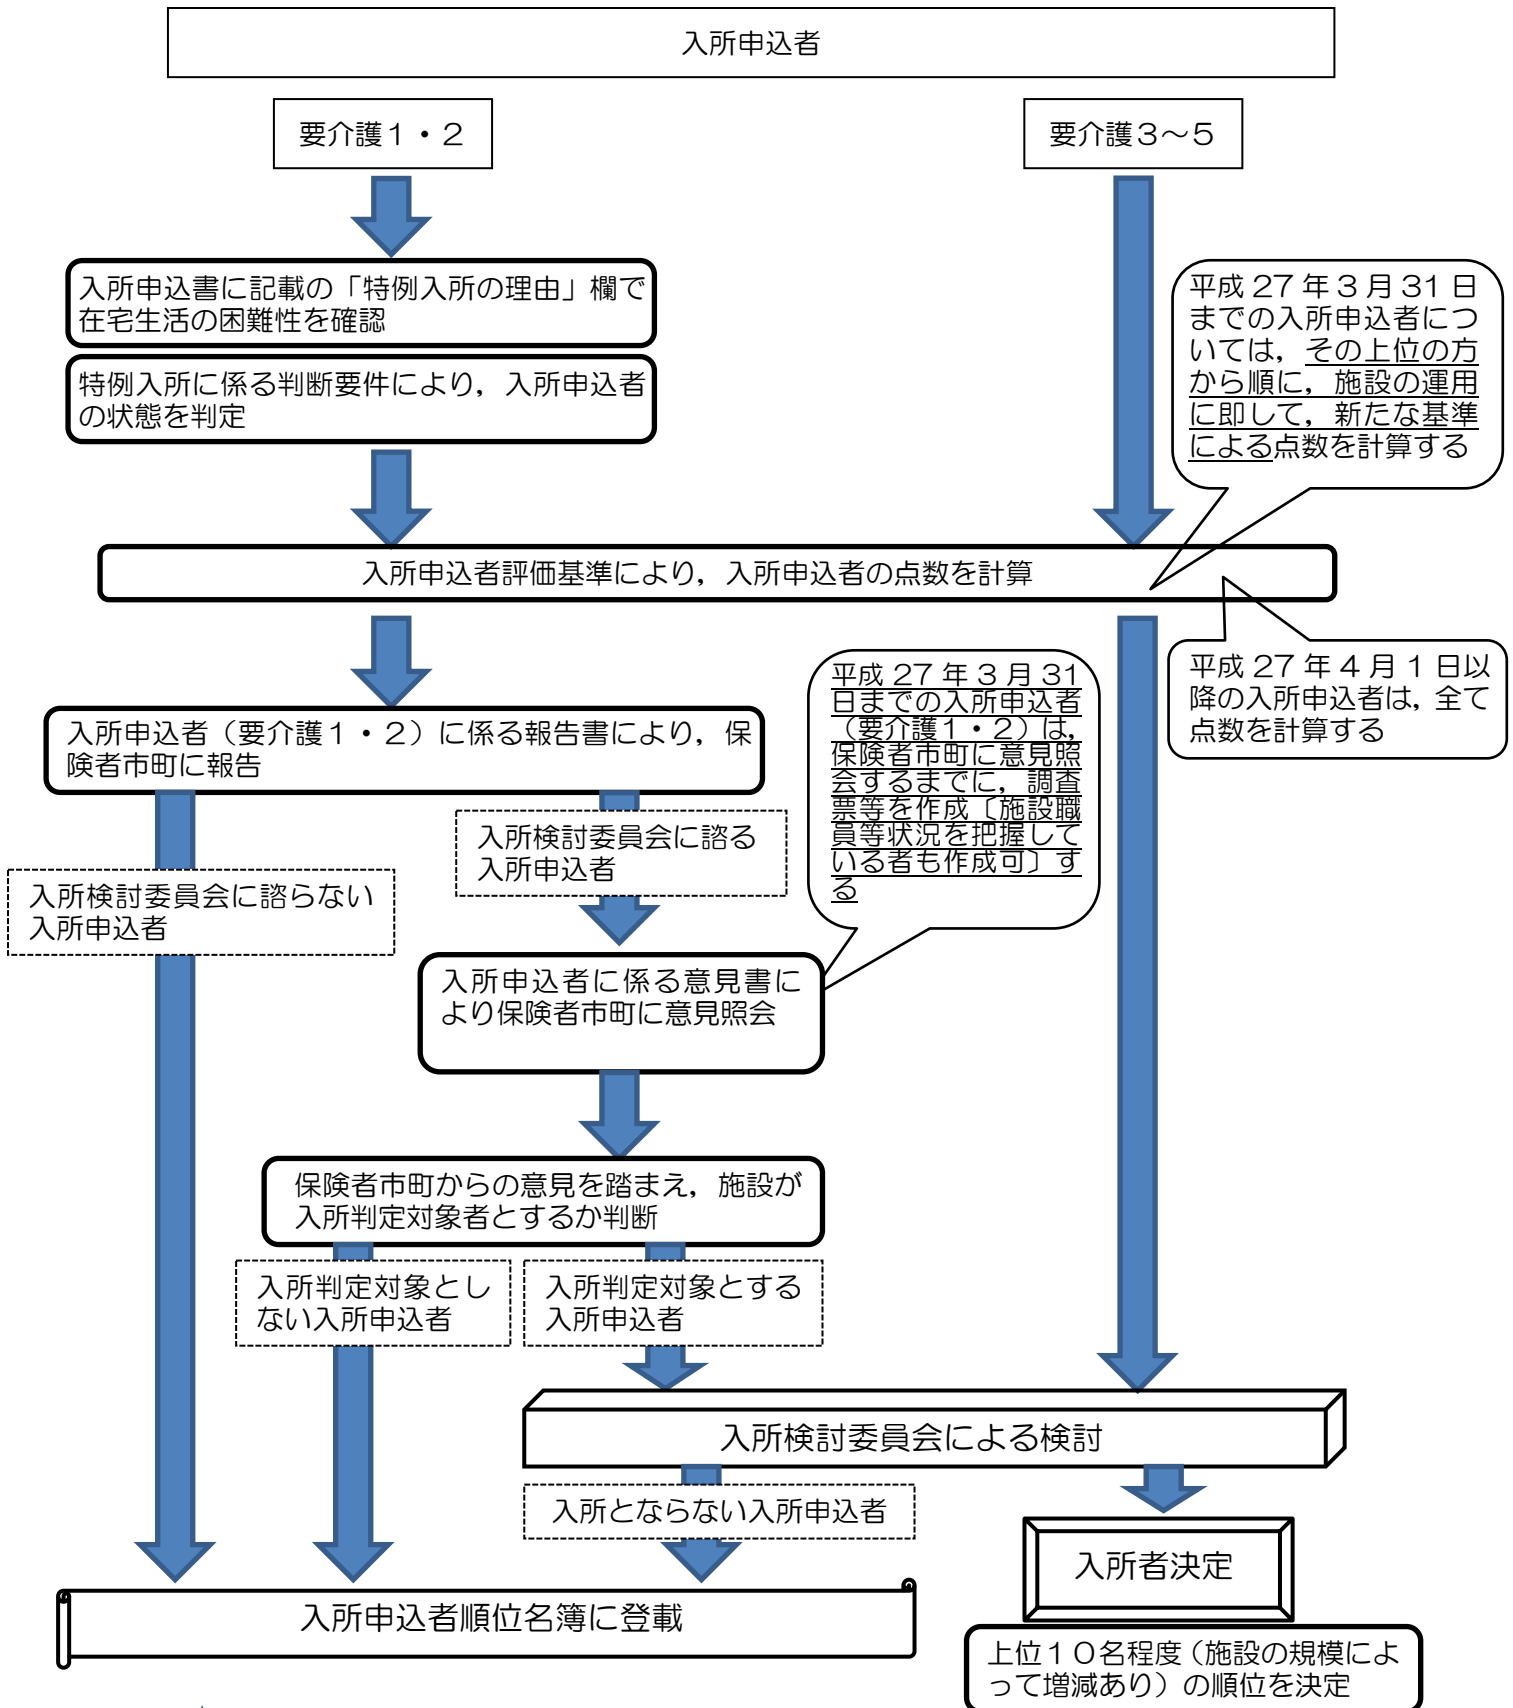 入所申込者
要介護１・２
要介護３～５
入所申込書に記載の「特例入所の理由」欄で
在宅生活の困難性を確認
特例入所に係る判断要件により，入所申込者
の状態を判定
平成 27 年３月 31 日
までの入所申込者につ
いては，その上位の方
から順に，施設の運用
に即して，新たな基準
による点数を計算する
入所申込者評価基準により，入所申込者の点数を計算
平成 27 年４月１日以
降の入所申込者は，全て
点数を計算する
入所申込者（要介護１・２）に係る報告書により，保
険者市町に報告
平成 27 年３月 31
日までの入所申込者
（要介護１・２）は，
保険者市町に意見照
会するまでに，調査
票等を作成〔施設職
員等状況を把握して
いる者も作成可〕す
る
入所検討委員会に諮る
入所申込者
入所検討委員会に諮らない
入所申込者
入所申込者に係る意見書に
より保険者市町に意見照会
保険者市町からの意見を踏まえ，施設が
入所判定対象者とするか判断
入所判定対象とし
ない入所申込者
入所判定対象とする
入所申込者
入所検討委員会による検討
入所とならない入所申込者
入所者決定
入所申込者順位名簿に登載
上位１０名程度（施設の規模によ
って増減あり）の順位を決定